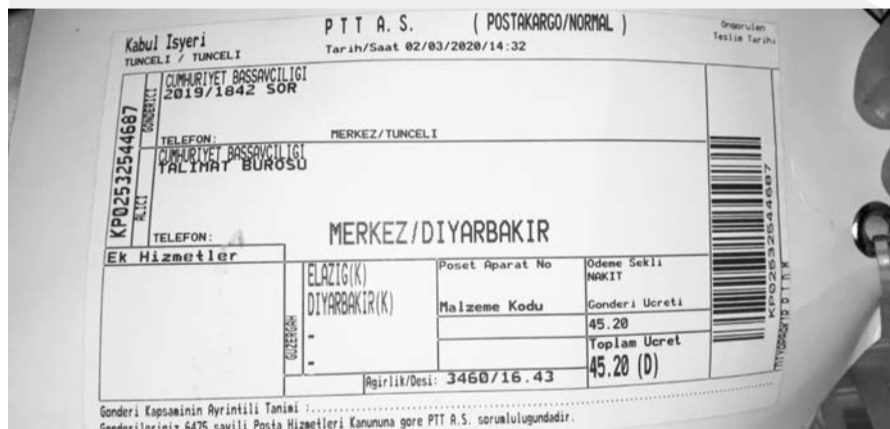 PTT A.S. ( POSTAKARGO/NORMAL )
Kabul Isyeri
TUNCELI / TUNCELI
Tarih/Saat 02/03/2020/14:32
Ongorulen
Teslim Tarihi
KP02532544687
GONDERICI
CUMHURIYET BASSAVCILIGI
2019/1842 SOR
TELEFON:
MERKEZ/TUNCELI
ALICI
CUMHURIYET BASSAVCILIGI
TALIMAT BUROSU
TELEFON:
MERKEZ/DIYARBAKIR
KP02532544687
Ek Hizmetler
GUZERGAH
ELAZIG(K)
DIYARBAKIR(K)
-
-
Poset Aparat No
Malzeme Kodu
Odeme Sekli
NAKIT
Gonderi Ucreti
45.20
Toplam Ucret
45.20 (D)
Agirlik/Desi: 3460/16.43
Gonderi Kapsaminin Ayrintili Tanimi :
Gonderileriniz 6475 sayili Posta Hizmetleri Kanununa gore PTT A.S. sorumlulugundadir.